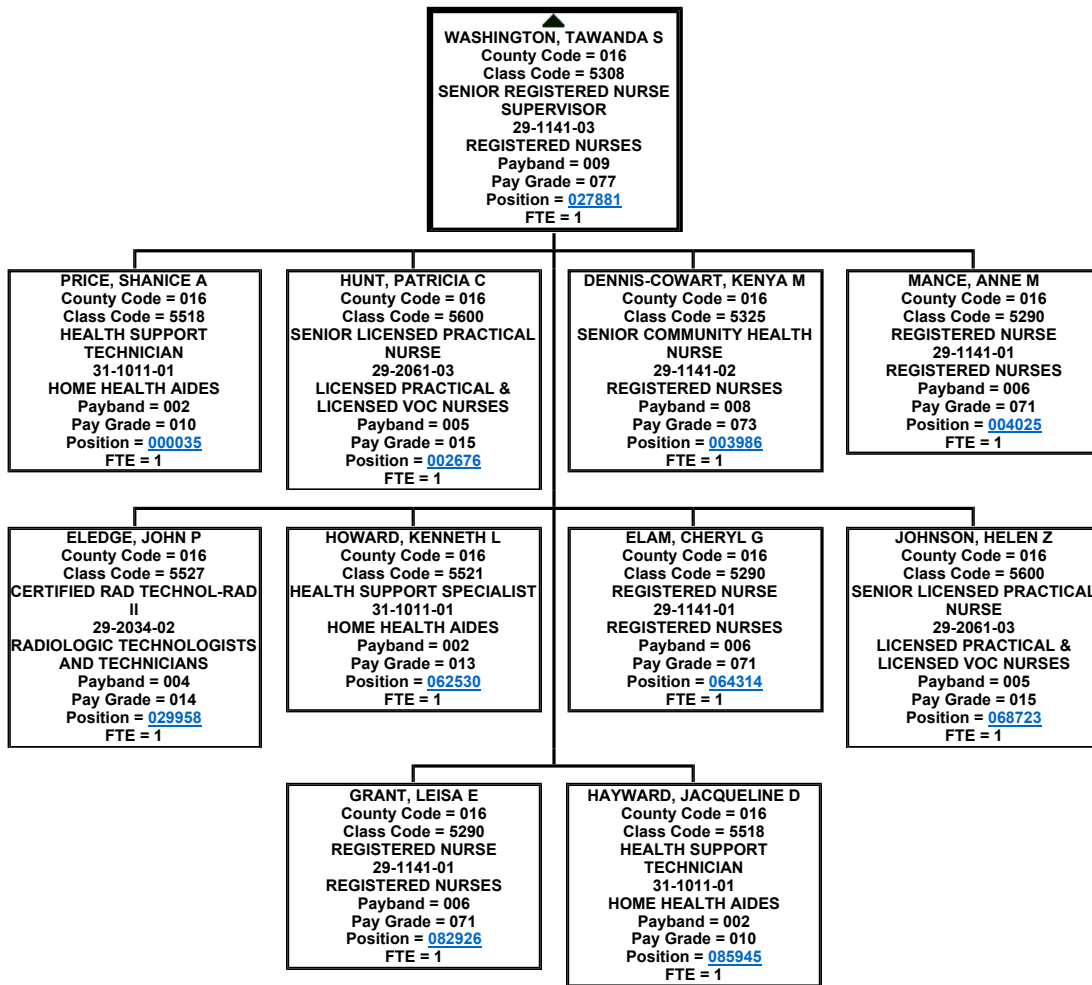 WASHINGTON, TAWANDA S
County Code = 016
Class Code = 5308
SENIOR REGISTERED NURSE
SUPERVISOR
29-1141-03
REGISTERED NURSES
Payband = 009
Pay Grade = 077
Position = 027881
FTE = 1
PRICE, SHANICE A
County Code = 016
Class Code = 5518
HEALTH SUPPORT
TECHNICIAN
31-1011-01
HOME HEALTH AIDES
Payband = 002
Pay Grade = 010
Position = 000035
FTE = 1
HUNT, PATRICIA C
County Code = 016
Class Code = 5600
SENIOR LICENSED PRACTICAL
NURSE
29-2061-03
LICENSED PRACTICAL &
LICENSED VOC NURSES
Payband = 005
Pay Grade = 015
Position = 002676
FTE = 1
DENNIS-COWART, KENYA M
County Code = 016
Class Code = 5325
SENIOR COMMUNITY HEALTH
NURSE
29-1141-02
REGISTERED NURSES
Payband = 008
Pay Grade = 073
Position = 003986
FTE = 1
MANCE, ANNE M
County Code = 016
Class Code = 5290
REGISTERED NURSE
29-1141-01
REGISTERED NURSES
Payband = 006
Pay Grade = 071
Position = 004025
FTE = 1
ELEDGE, JOHN P
County Code = 016
Class Code = 5527
CERTIFIED RAD TECHNOL-RAD
II
29-2034-02
RADIOLOGIC TECHNOLOGISTS
AND TECHNICIANS
Payband = 004
Pay Grade = 014
Position = 029958
FTE = 1
HOWARD, KENNETH L
County Code = 016
Class Code = 5521
HEALTH SUPPORT SPECIALIST
31-1011-01
HOME HEALTH AIDES
Payband = 002
Pay Grade = 013
Position = 062530
FTE = 1
ELAM, CHERYL G
County Code = 016
Class Code = 5290
REGISTERED NURSE
29-1141-01
REGISTERED NURSES
Payband = 006
Pay Grade = 071
Position = 064314
FTE = 1
JOHNSON, HELEN Z
County Code = 016
Class Code = 5600
SENIOR LICENSED PRACTICAL
NURSE
29-2061-03
LICENSED PRACTICAL &
LICENSED VOC NURSES
Payband = 005
Pay Grade = 015
Position = 068723
FTE = 1
GRANT, LEISA E
County Code = 016
Class Code = 5290
REGISTERED NURSE
29-1141-01
REGISTERED NURSES
Payband = 006
Pay Grade = 071
Position = 082926
FTE = 1
HAYWARD, JACQUELINE D
County Code = 016
Class Code = 5518
HEALTH SUPPORT
TECHNICIAN
31-1011-01
HOME HEALTH AIDES
Payband = 002
Pay Grade = 010
Position = 085945
FTE = 1